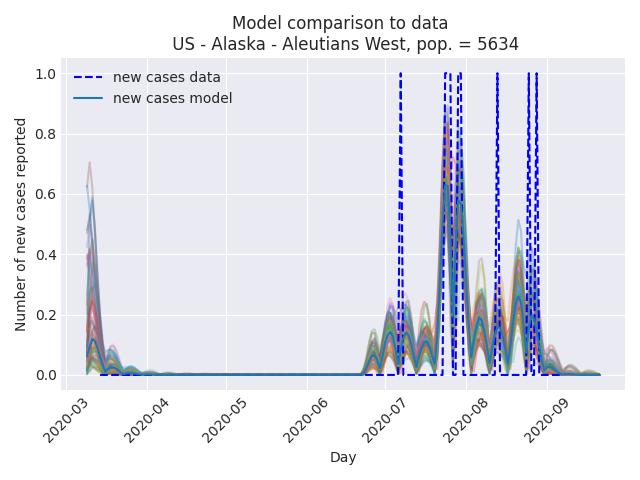 Model comparison to data
US - Alaska - Aleutians West, pop. = 5634
new cases data
new cases model
Number of new cases reported
1.0
0.8
0.6
0.4
0.2
0.0
2020-03
2020-04
2020-05
2020-06
2020-07
2020-08
2020-09
Day